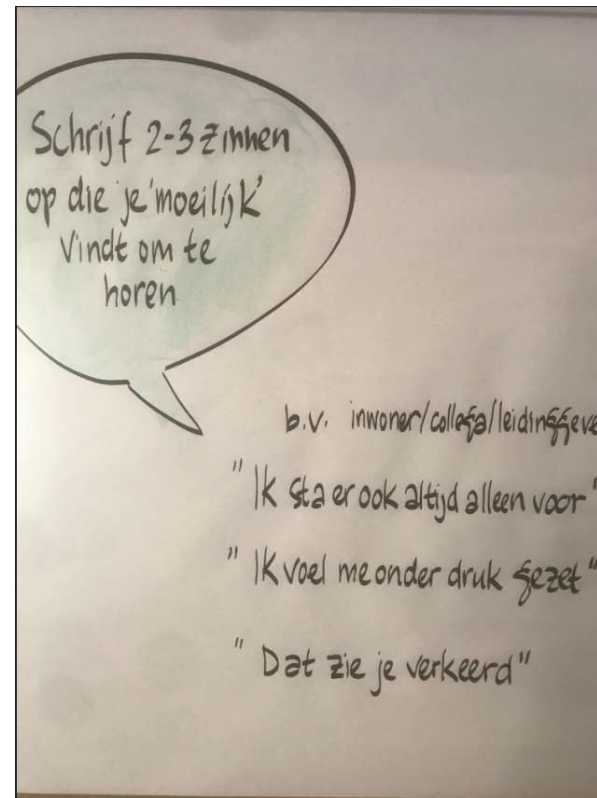 Schrijf 2-3 zinnen
op die je 'moeilijk'
vindt om te
horen
b.v. inwoner/collega/leidinggeve
"Ik sta er ook altijd alleen voor"
"Ik voel me onder druk gezet"
"Dat zie je verkeerd"